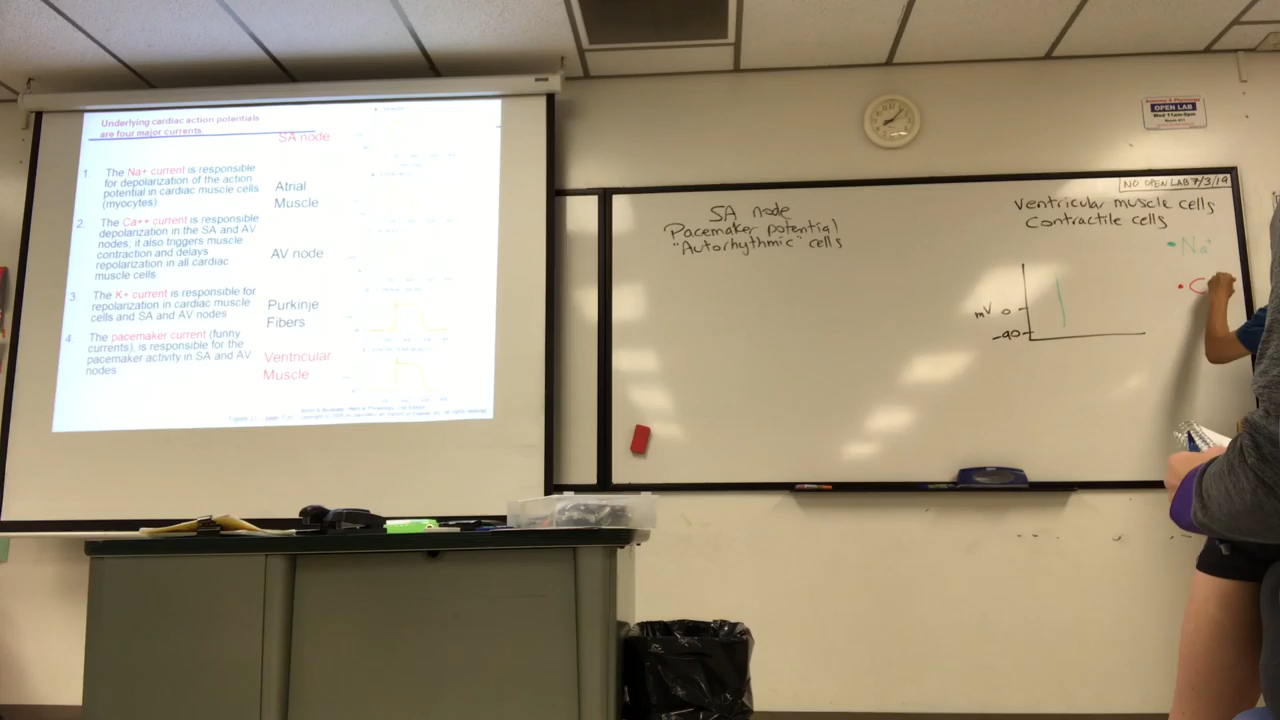 Underlying cardiac action potentials
are four major currents.
SA node
1. The Na+ current is responsible
for depolarization of the action
potential in cardiac muscle cells
(myocytes)
Atrial
Muscle
2. The Ca++ current is responsible
depolarization in the SA and AV
nodes, it also triggers muscle
contraction and delays
repolarization in all cardiac
muscle cells
AV node
3. The K+ current is responsible for
repolarization in cardiac muscle
cells and SA and AV nodes
Purkinje
Fibers
4. The pacemaker current (funny
currents), is responsible for the
pacemaker activity in SA and AV
nodes
Ventricular
Muscle
SA node
Pacemaker potential
"Autorhythmic" cells
OPEN LAB
Wed 11am-5pm
NO OPEN LAB 7/3/19
ventricular muscle cells
Contractile cells
• Na+
• C
mV 0
-90